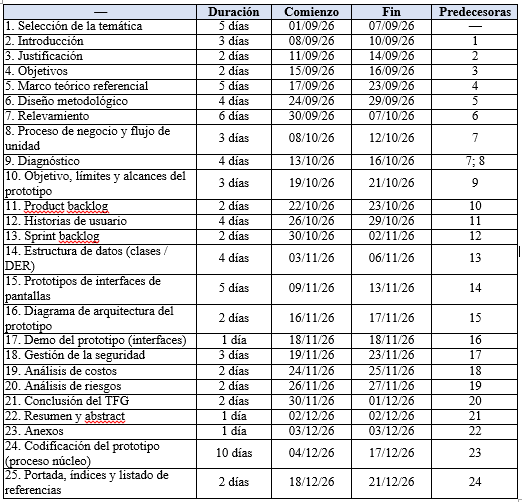 — Duración Comienzo Fin Predecesoras
1. Selección de la temática 5 días 01/09/26 07/09/26 —
2. Introducción 3 días 08/09/26 10/09/26 1
3. Justificación 2 días 11/09/26 14/09/26 2
4. Objetivos 2 días 15/09/26 16/09/26 3
5. Marco teórico referencial 5 días 17/09/26 23/09/26 4
6. Diseño metodológico 4 días 24/09/26 29/09/26 5
7. Relevamiento 6 días 30/09/26 07/10/26 6
8. Proceso de negocio y flujo de
unidad 3 días 08/10/26 12/10/26 7
9. Diagnóstico 4 días 13/10/26 16/10/26 7; 8
10. Objetivo, límites y alcances del
prototipo 3 días 19/10/26 21/10/26 9
11. Product backlog 2 días 22/10/26 23/10/26 10
12. Historias de usuario 4 días 26/10/26 29/10/26 11
13. Sprint backlog 2 días 30/10/26 02/11/26 12
14. Estructura de datos (clases /
DER) 4 días 03/11/26 06/11/26 13
15. Prototipos de interfaces de
pantallas 5 días 09/11/26 13/11/26 14
16. Diagrama de arquitectura del
prototipo 2 días 16/11/26 17/11/26 15
17. Demo del prototipo (interfaces) 1 día 18/11/26 18/11/26 16
18. Gestión de la seguridad 3 días 19/11/26 23/11/26 17
19. Análisis de costos 2 días 24/11/26 25/11/26 18
20. Análisis de riesgos 2 días 26/11/26 27/11/26 19
21. Conclusión del TFG 2 días 30/11/26 01/12/26 20
22. Resumen y abstract 1 día 02/12/26 02/12/26 21
23. Anexos 1 día 03/12/26 03/12/26 22
24. Codificación del prototipo
(proceso núcleo) 10 días 04/12/26 17/12/26 23
25. Portada, índices y listado de
referencias 2 días 18/12/26 21/12/26 24